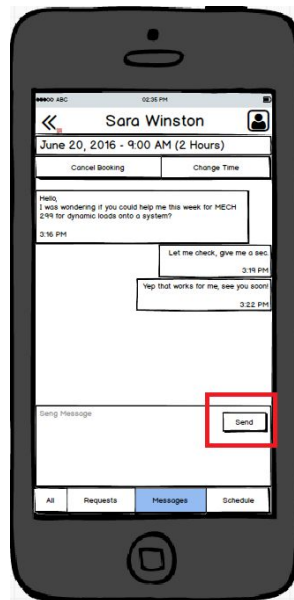 ABC 02:35 PM
Sara Winston
June 20, 2016 - 9:00 AM (2 Hours)
Cancel Booking Change Time
Hello,
I was wondering if you could help me this week for MECH
299 for dynamic loads onto a system?
3:16 PM
Let me check, give me a sec.
3:19 PM
Yep that works for me, see you soon!
3:22 PM
Seng Message
Send
All Requests Messages Schedule